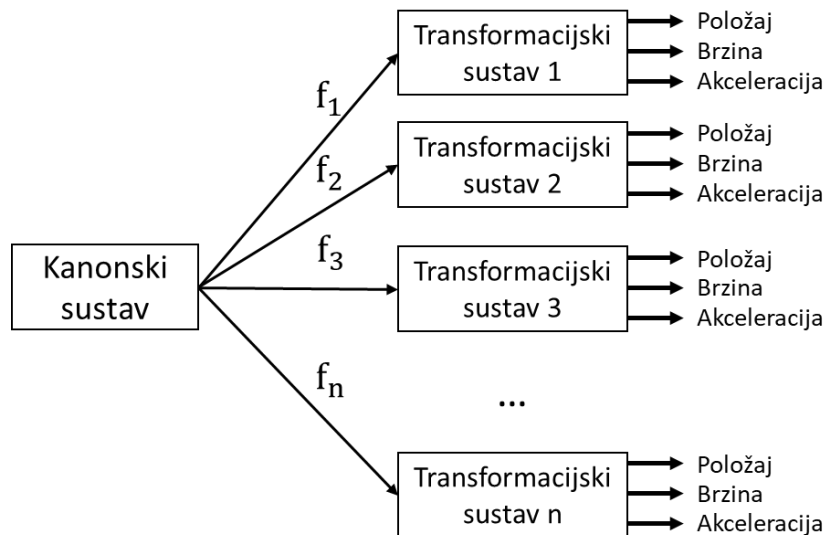 Kanonski
sustav
f₁
f₂
f₃
fₙ
Transformacijski
sustav 1
Položaj
Brzina
Akceleracija
Transformacijski
sustav 2
Položaj
Brzina
Akceleracija
Transformacijski
sustav 3
Položaj
Brzina
Akceleracija
...
Transformacijski
sustav n
Položaj
Brzina
Akceleracija